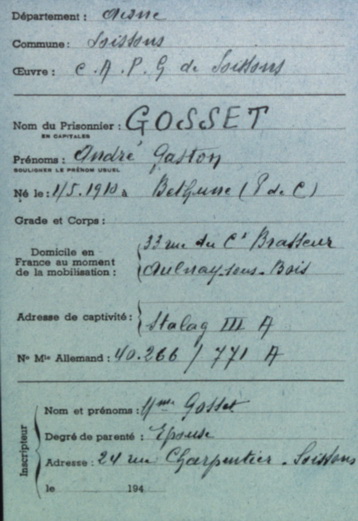 Département : Aisne
Commune : Soissons
Œuvre : C. A. P. G de Soissons
Nom du Prisonnier : GOSSET
EN CAPITALES
Prénoms : André Gaston
SOULIGNER LE PRÉNOM USUEL
Né le : 1/5.1910 à Bethune (P. de C)
Grade et Corps :
Domicile en
France au moment
de la mobilisation :
33 rue du Ct Brasseur
Aulnay-sous-Bois
Adresse de captivité :
Stalag III A
No Mle Allemand : 40.266 / 771 A
Inscripteur
Nom et prénoms : Mme Gosset
Degré de parenté : Epouse
Adresse : 24 rue Charpentier. Soissons
le 194